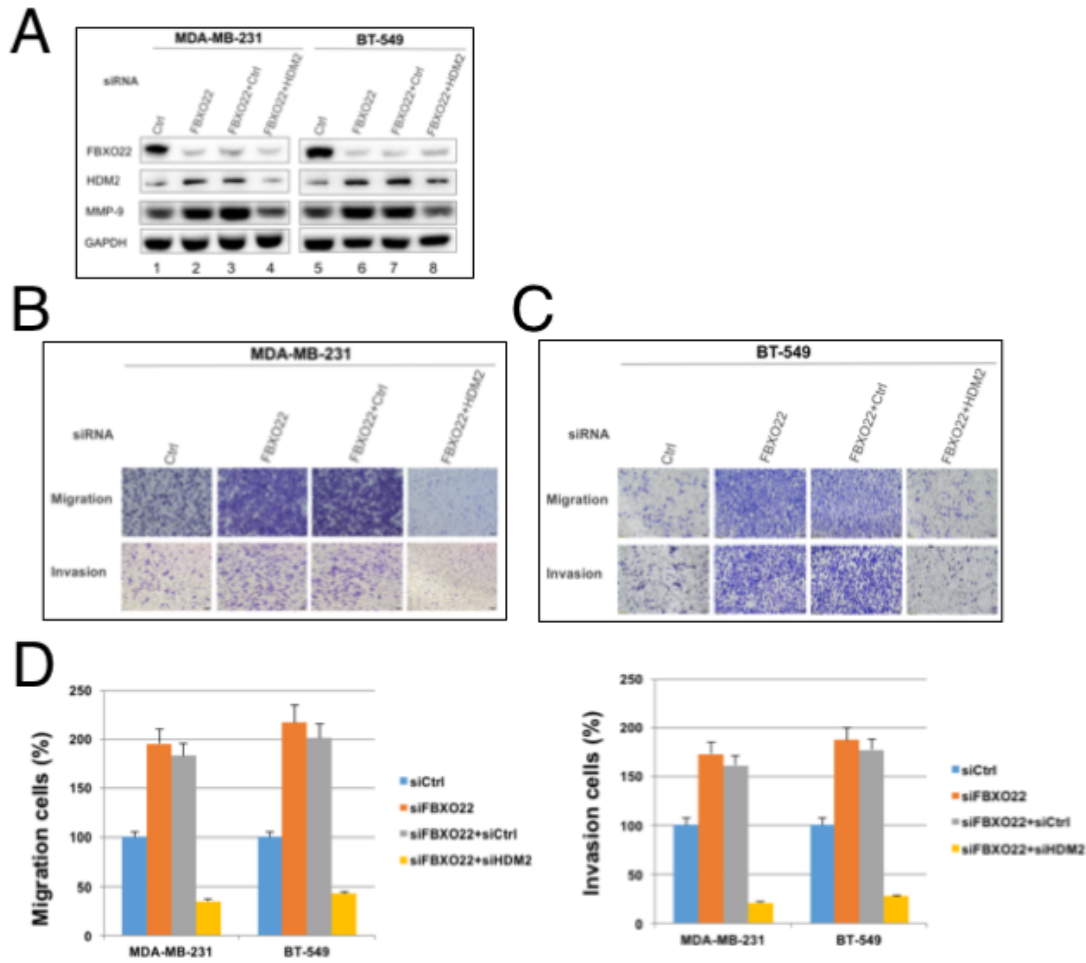 A
MDA-MB-231 BT-549
siRNA
Ctrl FBXO22 FBXO22+Ctrl FBXO22+HDM2 Ctrl FBXO22 FBXO22+Ctrl FBXO22+HDM2
FBXO22
HDM2
MMP-9
GAPDH
1 2 3 4 5 6 7 8
B
MDA-MB-231
siRNA
Ctrl FBXO22 FBXO22+Ctrl FBXO22+HDM2
Migration
Invasion
C
BT-549
siRNA
Ctrl FBXO22 FBXO22+Ctrl FBXO22+HDM2
Migration
Invasion
D
Migration cells (%)
250
200
150
100
50
0
MDA-MB-231 BT-549
siCtrl
siFBXO22
siFBXO22+siCtrl
siFBXO22+siHDM2
Invasion cells (%)
250
200
150
100
50
0
MDA-MB-231 BT-549
siCtrl
siFBXO22
siFBXO22+siCtrl
siFBXO22+siHDM2